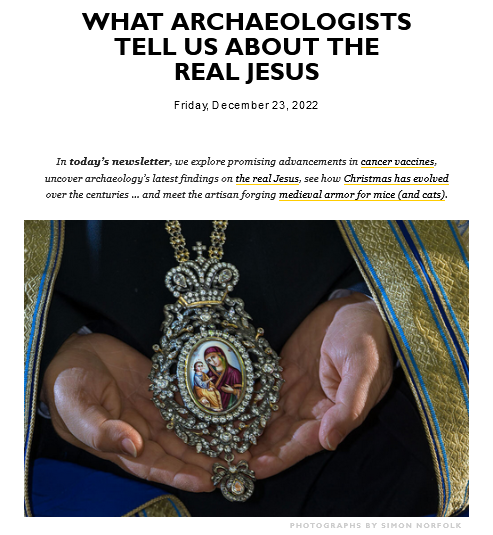 WHAT ARCHAEOLOGISTS
TELL US ABOUT THE
REAL JESUS
Friday, December 23, 2022
In today's newsletter, we explore promising advancements in cancer vaccines,
uncover archaeology's latest findings on the real Jesus, see how Christmas has evolved
over the centuries ... and meet the artisan forging medieval armor for mice (and cats).
PHOTOGRAPHS BY SIMON NORFOLK